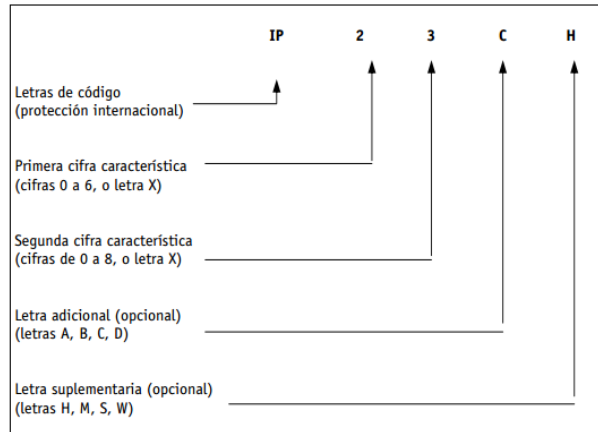 IP 2 3 C H
Letras de código
(protección internacional)
Primera cifra característica
(cifras 0 a 6, o letra X)
Segunda cifra característica
(cifras de 0 a 8, o letra X)
Letra adicional (opcional)
(letras A, B, C, D)
Letra suplementaria (opcional)
(letras H, M, S, W)